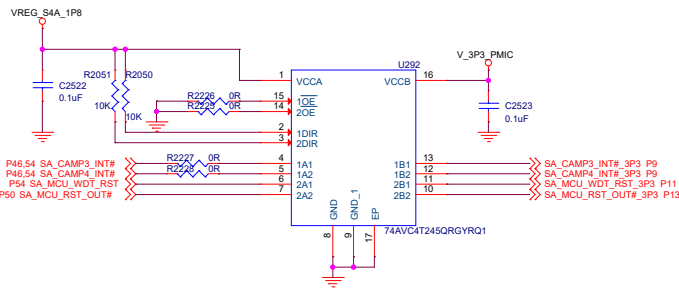 VREG_S4A_1P8
U292
V_3P3_PMIC
1 VCCA VCCB 16
R2051 R2050
C2522
0.1uF
10K
10K
R2226 0R
R2225 0R
15 1OE
14 2OE
C2523
0.1uF
2 1DIR
3 2DIR
P46,54 SA_CAMP3_INT# R2227 0R 4 1A1 1B1 13 SA_CAMP3_INT#_3P3 P9
P46,54 SA_CAMP4_INT# R2228 0R 5 1A2 1B2 12 SA_CAMP4_INT#_3P3 P9
P54 SA_MCU_WDT_RST 6 2A1 2B1 11 SA_MCU_WDT_RST_3P3 P11
P50 SA_MCU_RST_OUT# 7 2A2 2B2 10 SA_MCU_RST_OUT#_3P3 P13
GND GND_1 EP
74AVC4T245QRGYRQ1
8 9 17